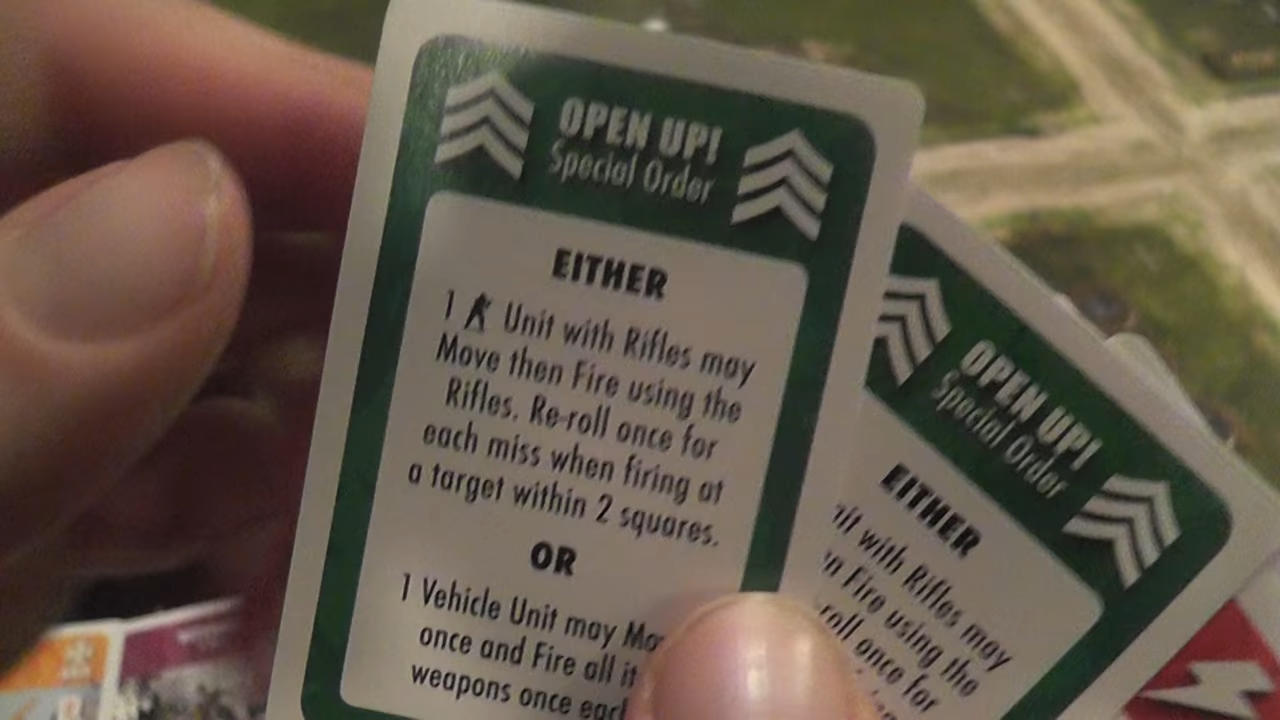 OPEN UP!
Special Order
EITHER
1 Unit with Rifles may
Move then Fire using the
Rifles. Re-roll once for
each miss when firing at
a target within 2 squares.
OR
1 Vehicle Unit may
once and Fire all
weapons once
OPEN UP!
Special Order
EITHER
with Rifles may
Fire using the
once for